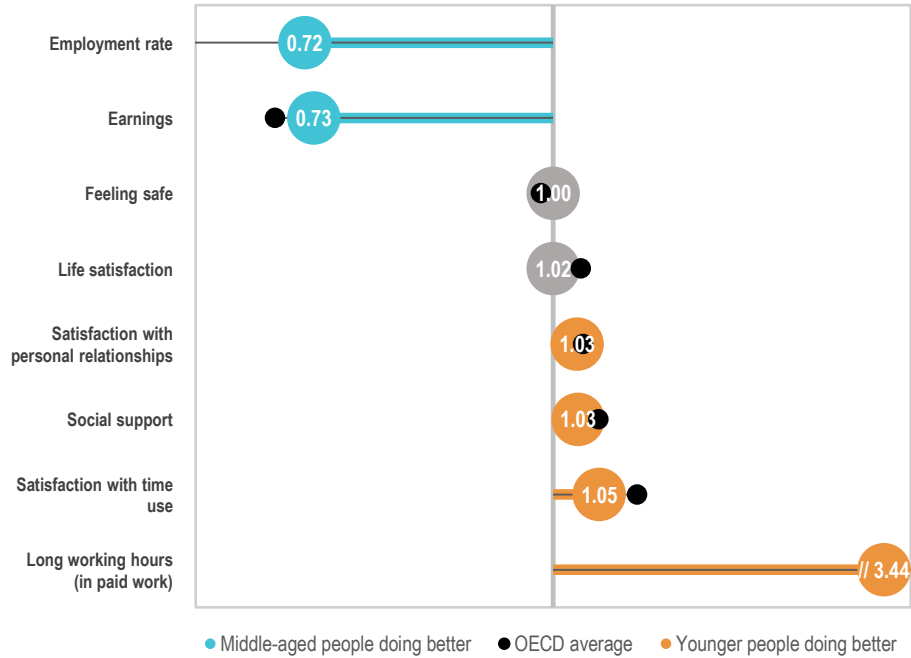 Employment rate
0.72
Earnings
0.73
Feeling safe
1.00
Life satisfaction
1.02
Satisfaction with
personal relationships
1.03
Social support
1.03
Satisfaction with time
use
1.05
Long working hours
(in paid work)
// 3.44
Middle-aged people doing better
OECD average
Younger people doing better